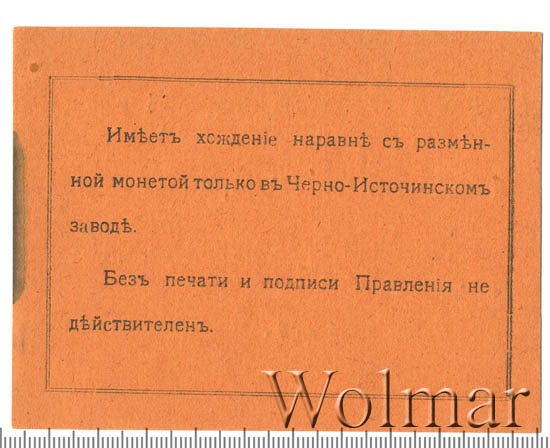 Имѣетъ хожденіе наравнѣ съ размѣн-
ной монетой только въ Черно-Источинскомъ
заводѣ.
Безъ печати и подписи Правленія не
дѣйствителенъ.
Wolmar